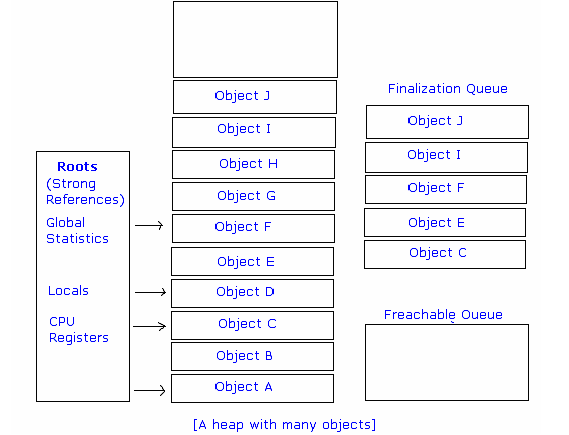 Object J
Object I
Object H
Object G
Object F
Object E
Object D
Object C
Object B
Object A
Roots
(Strong
References)
Global
Statistics
Locals
CPU
Registers
Finalization Queue
Object J
Object I
Object F
Object E
Object C
Freachable Queue
[A heap with many objects]